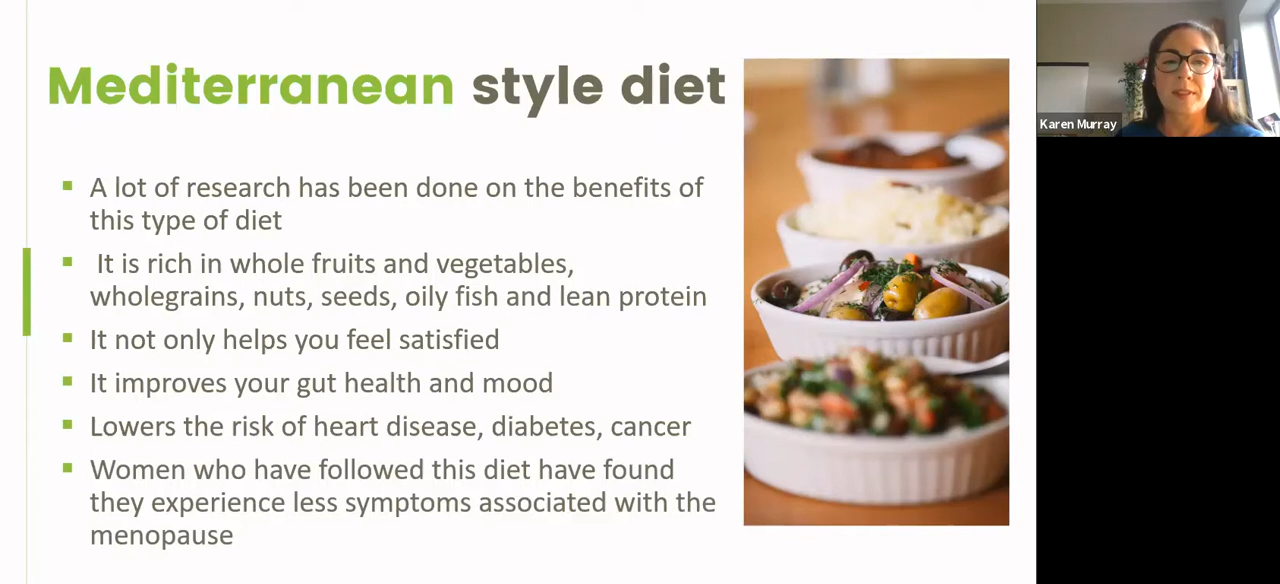 Mediterranean style diet
A lot of research has been done on the benefits of
this type of diet
It is rich in whole fruits and vegetables,
wholegrains, nuts, seeds, oily fish and lean protein
It not only helps you feel satisfied
It improves your gut health and mood
Lowers the risk of heart disease, diabetes, cancer
Women who have followed this diet have found
they experience less symptoms associated with the
menopause
Karen Murray